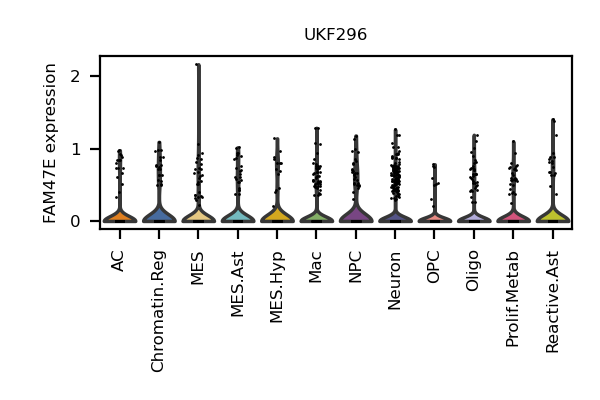 UKF296
FAM47E expression
2
1
0
AC
Chromatin.Reg
MES
MES.Ast
MES.Hyp
Mac
NPC
Neuron
OPC
Oligo
Prolif.Metab
Reactive.Ast